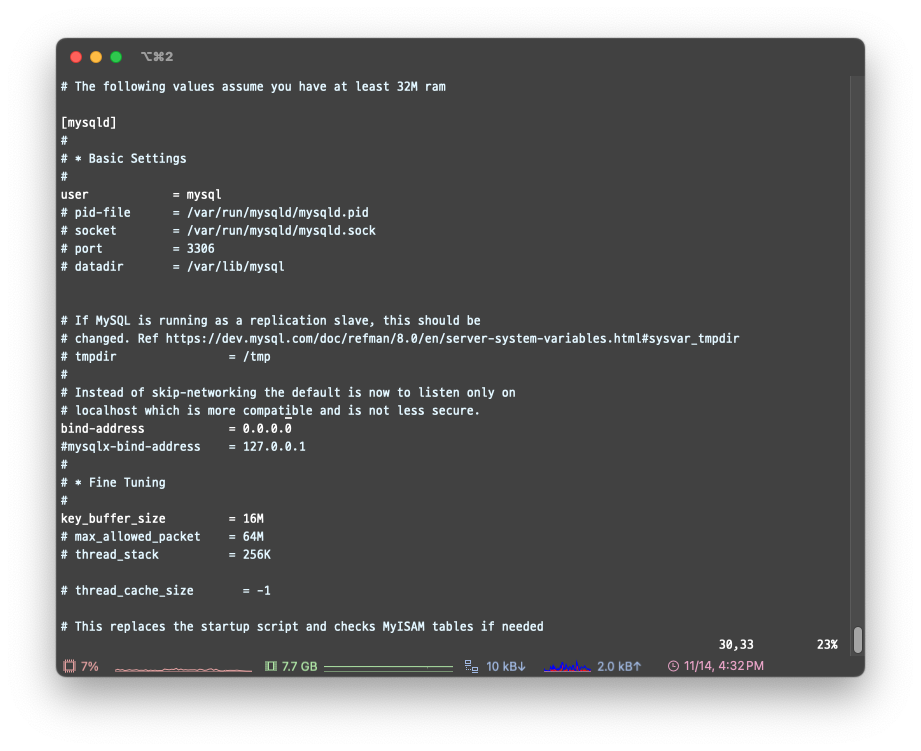 ⌥⌘2
# The following values assume you have at least 32M ram
[mysqld]
#
# * Basic Settings
#
user            = mysql
# pid-file      = /var/run/mysqld/mysqld.pid
# socket        = /var/run/mysqld/mysqld.sock
# port          = 3306
# datadir       = /var/lib/mysql
# If MySQL is running as a replication slave, this should be
# changed. Ref https://dev.mysql.com/doc/refman/8.0/en/server-system-variables.html#sysvar_tmpdir
# tmpdir                = /tmp
#
# Instead of skip-networking the default is now to listen only on
# localhost which is more compatible and is not less secure.
bind-address            = 0.0.0.0
#mysqlx-bind-address    = 127.0.0.1
#
# * Fine Tuning
#
key_buffer_size         = 16M
# max_allowed_packet    = 64M
# thread_stack          = 256K
# thread_cache_size       = -1
# This replaces the startup script and checks MyISAM tables if needed
30,33         23%
7% 7.7 GB 10 kB↓ 2.0 kB↑ 11/14, 4:32 PM